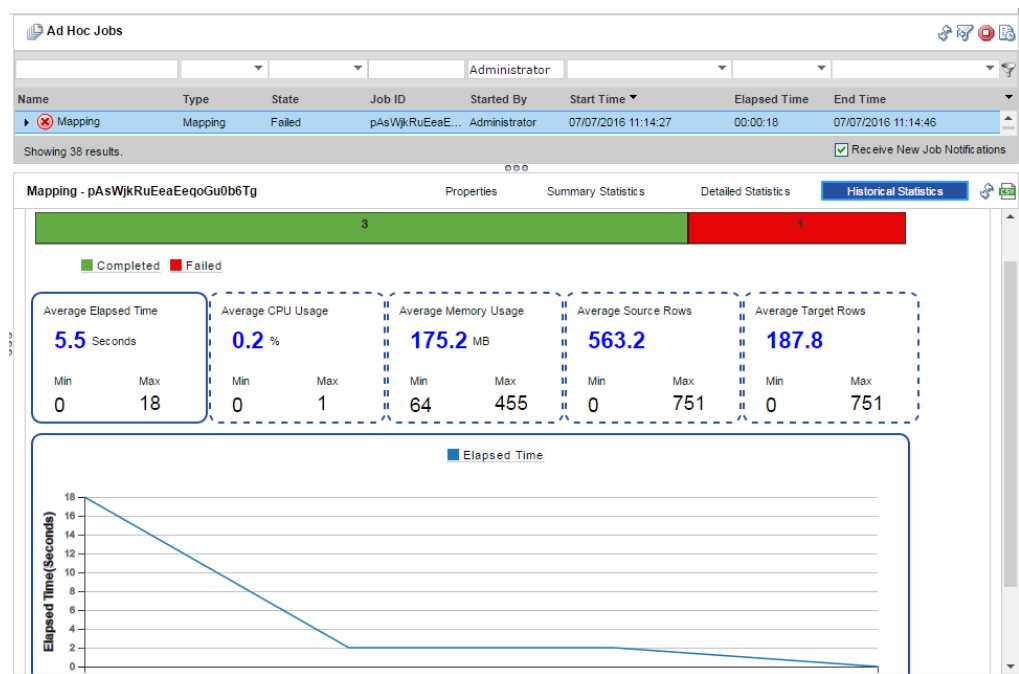 Ad Hoc Jobs
Administrator
Name Type State Job ID Started By Start Time Elapsed Time End Time
Mapping Mapping Failed pAsWjkRuEeaE... Administrator 07/07/2016 11:14:27 00:00:18 07/07/2016 11:14:46
Showing 38 results. Receive New Job Notifications
Mapping - pAsWjkRuEeaEeqoGu0b6Tg Properties Summary Statistics Detailed Statistics Historical Statistics
3 1
Completed Failed
Average Elapsed Time Average CPU Usage Average Memory Usage Average Source Rows Average Target Rows
5.5 Seconds 0.2 % 175.2 MB 563.2 187.8
Min Max Min Max Min Max Min Max Min Max
0 18 0 1 64 455 0 751 0 751
Elapsed Time
Elapsed Time(Seconds)
18
16
14
12
10
8
6
4
2
0